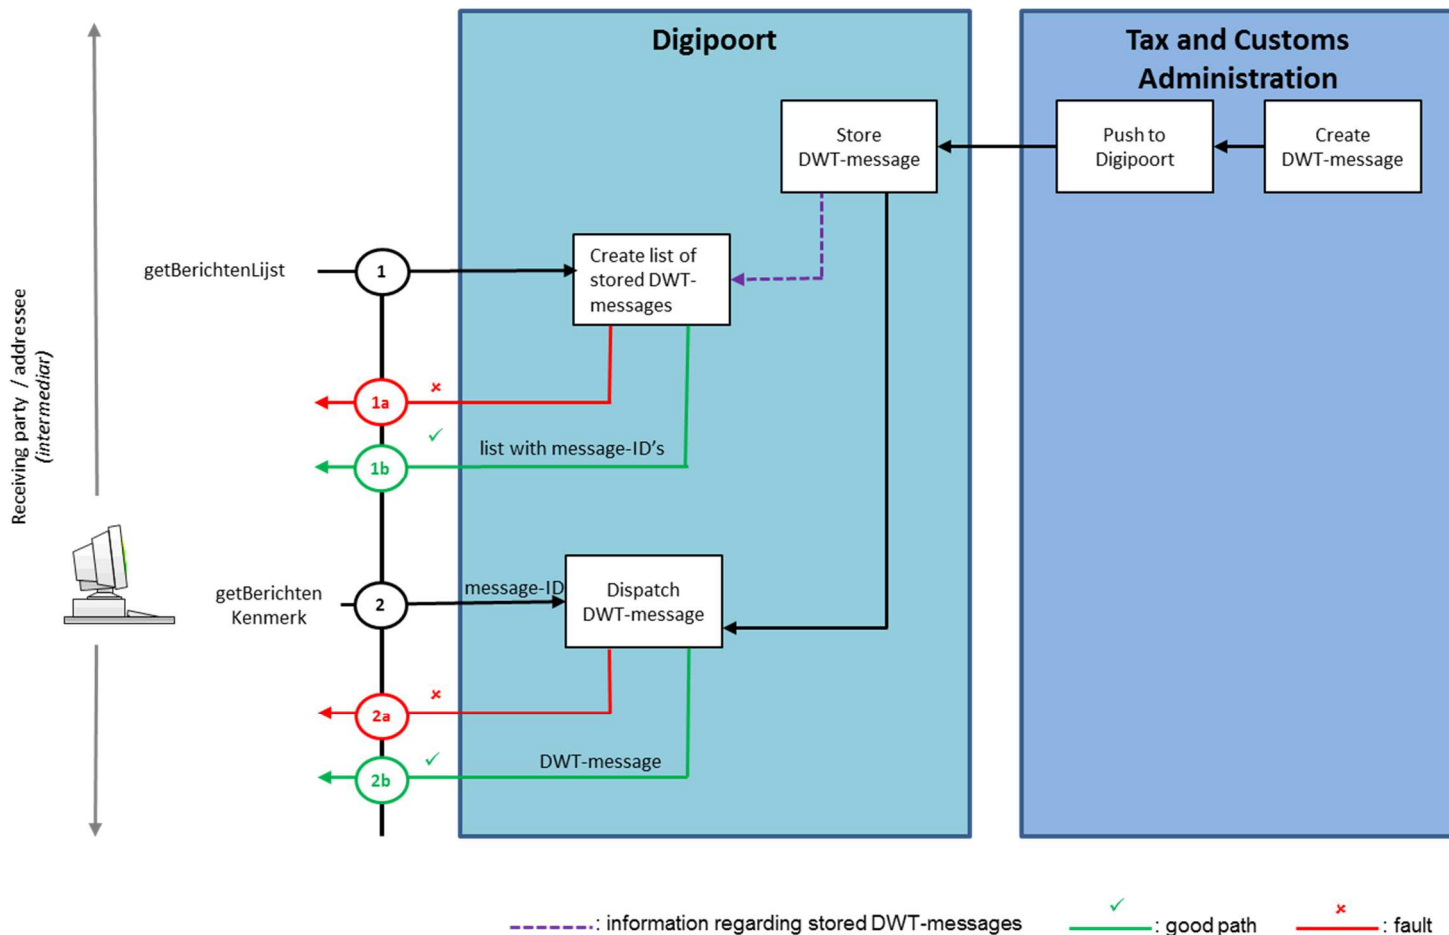 Digipoort
Tax and Customs
Administration
Store
DWT-message
Push to
Digipoort
Create
DWT-message
getBerichtenLijst
1
Create list of
stored DWT-
messages
Receiving party / addressee
(intermediar)
1a
×
✓
1b
list with message-ID's
getBerichten
Kenmerk
2
message-ID
Dispatch
DWT-message
2a
×
✓
2b
DWT-message
: information regarding stored DWT-messages
✓
: good path
×
: fault